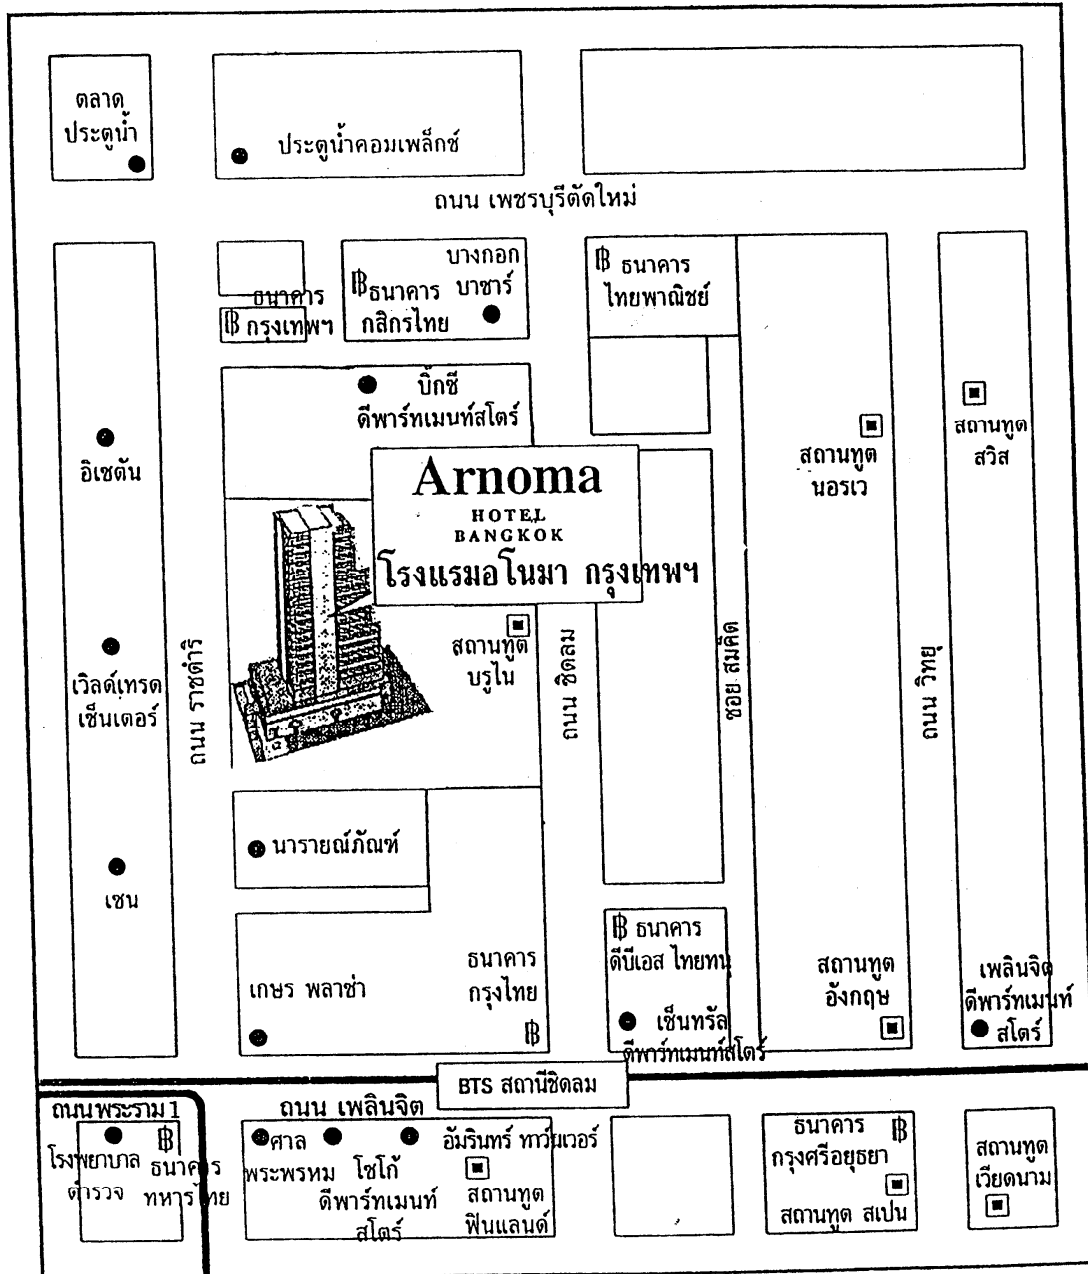 ตลาด
ประตูน้ำ
ประตูน้ำคอมเพล็กซ์
ถนน เพชรบุรีตัดใหม่
ธนาคาร
฿ กรุงเทพฯ
บางกอก
บาซาร์
฿ ธนาคาร
กสิกรไทย
฿ ธนาคาร
ไทยพาณิชย์
บิ๊กซี
ดีพาร์ทเมนท์สโตร์
อิเซตัน
Arnoma
HOTEL
BANGKOK
โรงแรมอโนมา กรุงเทพฯ
สถานทูต
นอรเว
สถานทูต
สวิส
เวิลด์เทรด
เซ็นเตอร์
ถนน ราชดำริ
สถานทูต
บรูไน
ถนน ชิดลม
ซอย สมคิด
ถนน วิทยุ
นารายณ์ภัณฑ์
เซน
เกษร พลาซ่า
ธนาคาร
กรุงไทย
฿
฿ ธนาคาร
ดีบีเอส ไทยทนุ
เซ็นทรัล
ดีพาร์ทเมนท์สโตร์
สถานทูต
อังกฤษ
เพลินจิต
ดีพาร์ทเมนท์
สโตร์
BTS สถานีชิดลม
ถนนพระราม 1
ถนน เพลินจิต
โรงพยาบาล
ตำรวจ
฿
ธนาคาร
ทหารไทย
ศาล
พระพรหม
โซโก้
ดีพาร์ทเมนท์
สโตร์
อัมรินทร์ ทาว์เวอร์
สถานทูต
ฟินแลนด์
ธนาคาร ฿
กรุงศรีอยุธยา
สถานทูต สเปน
สถานทูต
เวียดนาม